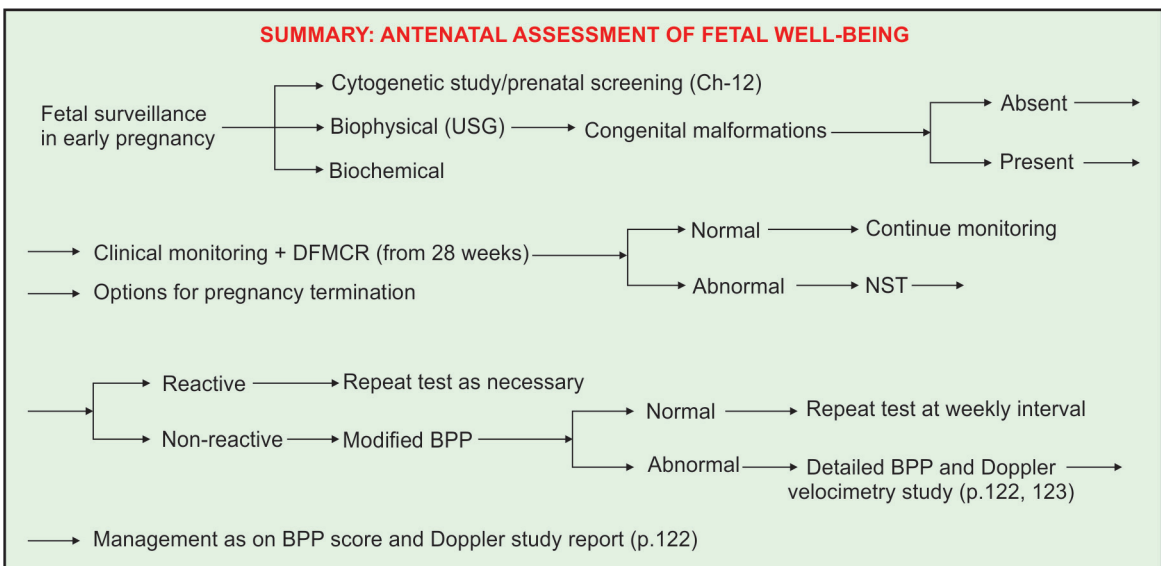 SUMMARY: ANTENATAL ASSESSMENT OF FETAL WELL-BEING
Fetal surveillance
in early pregnancy
Cytogenetic study/prenatal screening (Ch-12)
Biophysical (USG)
Congenital malformations
Absent
Present
Biochemical
Clinical monitoring + DFMCR (from 28 weeks)
Normal
Continue monitoring
Abnormal
NST
Options for pregnancy termination
Reactive
Repeat test as necessary
Non-reactive
Modified BPP
Normal
Repeat test at weekly interval
Abnormal
Detailed BPP and Doppler
velocimetry study (p.122, 123)
Management as on BPP score and Doppler study report (p.122)